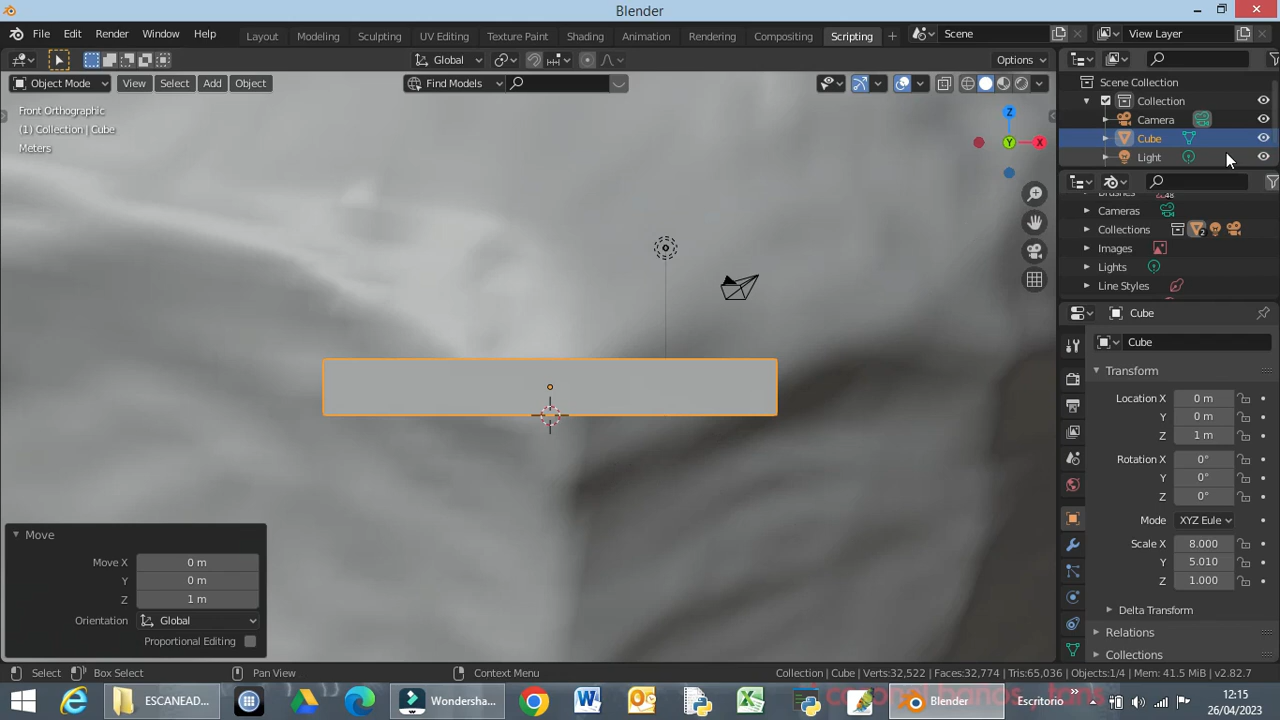 Blender
File Edit Render Window Help Layout Modeling Sculpting UV Editing Texture Paint Shading Animation Rendering Compositing Scripting + Scene View Layer
Global Options
Object Mode View Select Add Object Find Models
Front Orthographic
(1) Collection | Cube
Meters
Z
Y
X
Scene Collection
Collection
Camera
Cube
Light
Brushes 48
Cameras
Collections 2
Images
Lights
Line Styles
Cube
Cube
Transform
Location X 0 m
Y 0 m
Z 1 m
Rotation X 0°
Y 0°
Z 0°
Mode XYZ Eule
Scale X 8.000
Y 5.010
Z 1.000
Delta Transform
Relations
Collections
Move
Move X 0 m
Y 0 m
Z 1 m
Orientation Global
Proportional Editing
Select Box Select Pan View Context Menu Collection | Cube | Verts:32,522 | Faces:32,774 | Tris:65,036 | Objects:1/4 | Mem: 41.5 MiB | v2.82.7
ESCANEAD... Wondersha... Blender Escritorio 12:15
26/04/2023